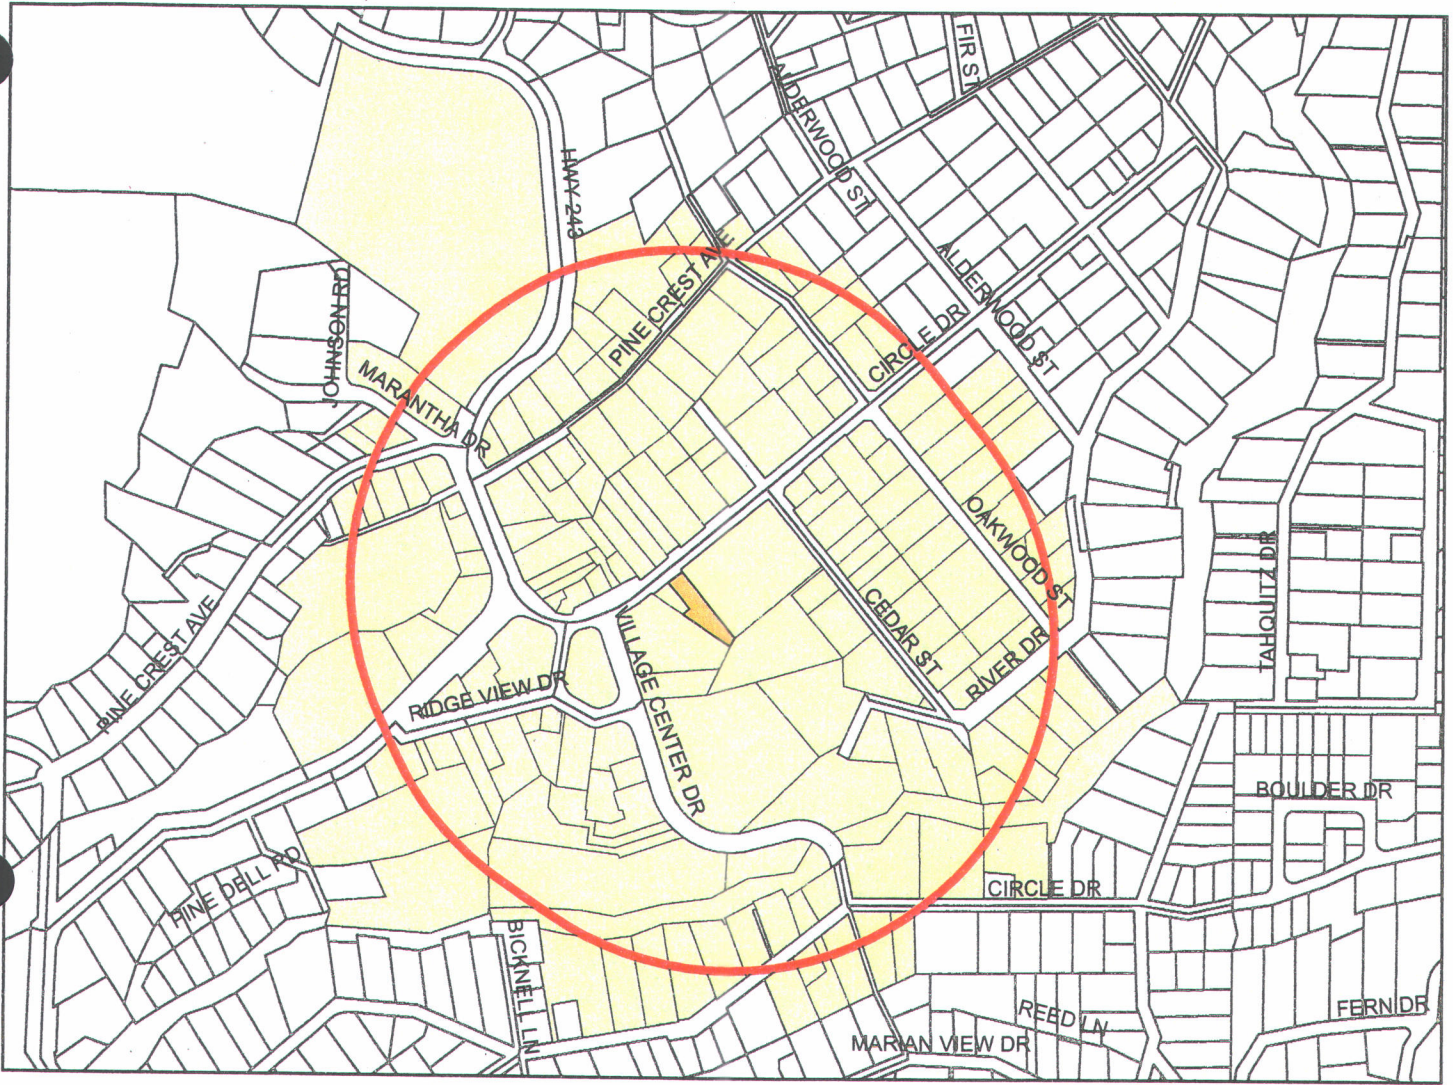 FIR ST
ALDERWOOD ST
HWY 243
PINE CREST AVE
ALDERWOOD ST
JOHNSON RD
CIRCLE DR
MARANTHA DR
OAKWOOD ST
TAHQUITZ DR
CEDAR ST
PINE CREST AVE
VILLAGE CENTER DR
RIVER DR
RIDGE VIEW DR
BOULDER DR
PINE DELL RD
CIRCLE DR
BICKNELL LN
REED LN
FERN DR
MARIAN VIEW DR